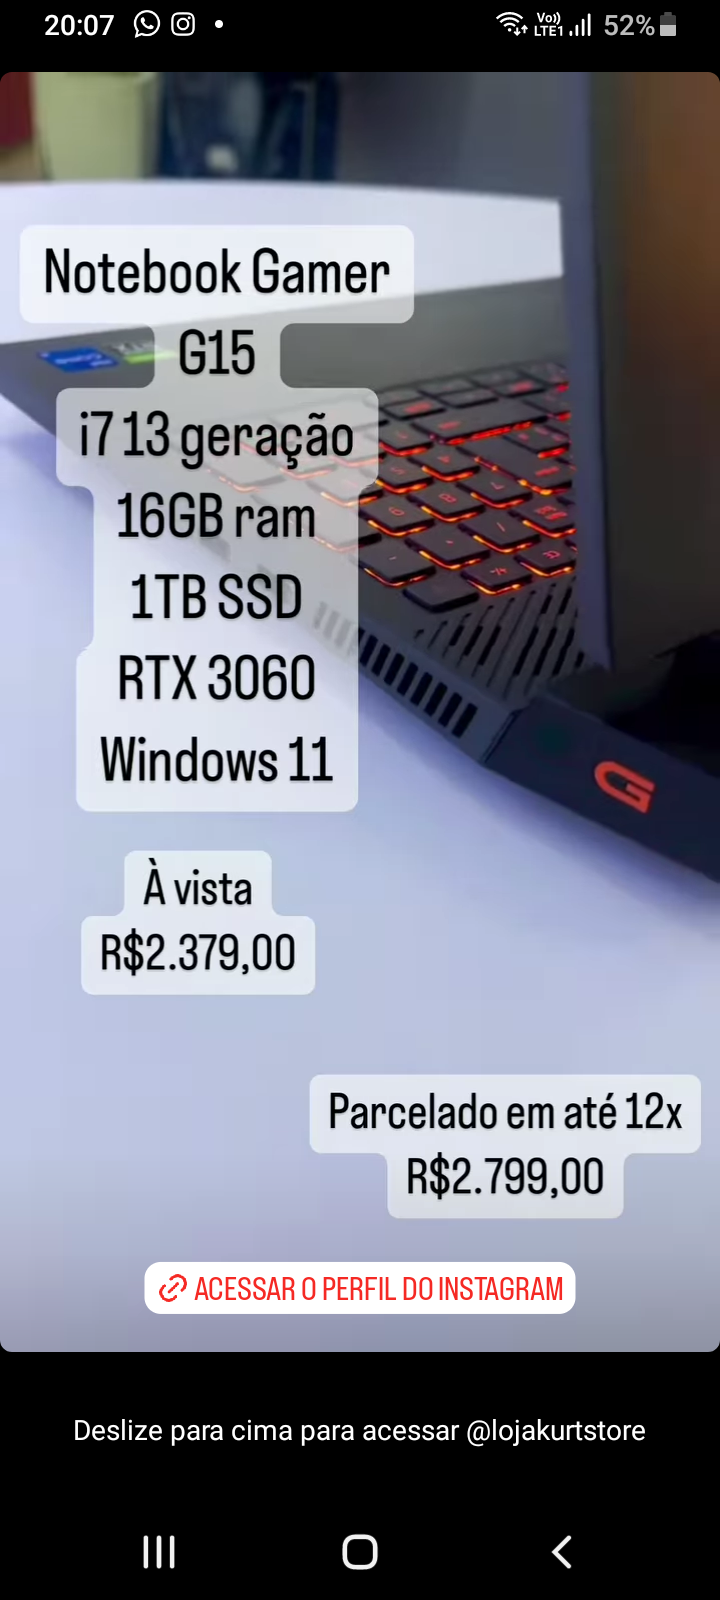 20:07
Vo)) LTE1 52%
Notebook Gamer
G15
i7 13 geração
16GB ram
1TB SSD
RTX 3060
Windows 11
À vista
R$2.379,00
Parcelado em até 12x
R$2.799,00
ACESSAR O PERFIL DO INSTAGRAM
Deslize para cima para acessar @lojakurtstore